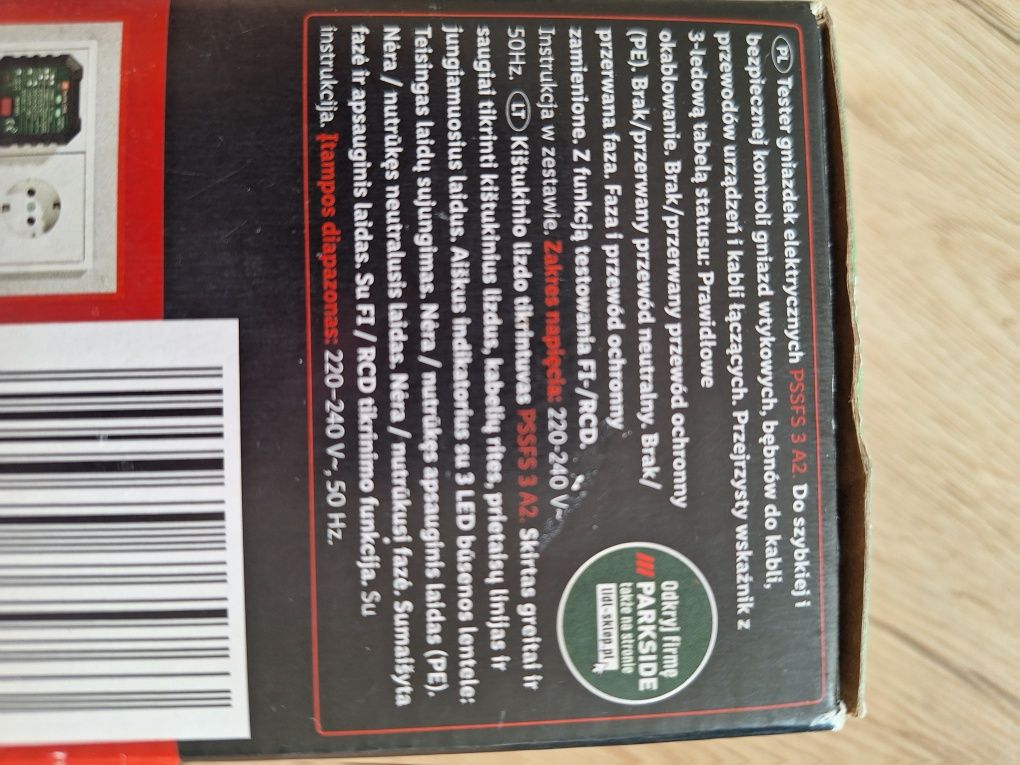 PL Tester gniazdek elektrycznych PSSFS 3 A2. Do szybkiej i
bezpiecznej kontroli gniazd wtykowych, bębnów do kabli,
przewodów urządzeń i kabli łączących. Przejrzysty wskaźnik z
3-ledową tabelą statusu: Prawidłowe
okablowanie. Brak/przerwany przewód ochronny
(PE). Brak/przerwany przewód neutralny. Brak/
przerwana faza. Faza i przewód ochronny
zamienione. Z funkcją testowania FI-/RCD.
Instrukcja w zestawie. Zakres napięcia: 220-240 V~
50Hz. LT Kištukinio lizdo tikrintuvas PSSFS 3 A2. Skirtas greitai ir
saugiai tikrinti kištukinius lizdus, kabelių rites, prietaisų linijas ir
jungiamuosius laidus. Aiškus indikatorius su 3 LED būsenos lentele:
Teisingas laidų sujungimas. Nėra / nutrūkęs apsauginis laidas (PE).
Nėra / nutrūkęs neutralusis laidas. Nėra / nutrūkusi fazė. Sumaišyta
fazė ir apsauginis laidas. Su FI / RCD tikrinimo funkcija. Su
instrukcija. Įtampos diapazonas: 220–240 V~, 50 Hz.
Odkryj firmę
/// PARKSIDE
także na stronie
lidl-sklep.pl